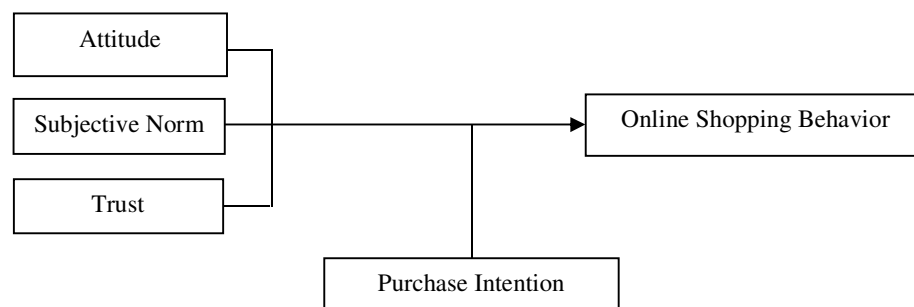 Attitude
Subjective Norm
Online Shopping Behavior
Trust
Purchase Intention